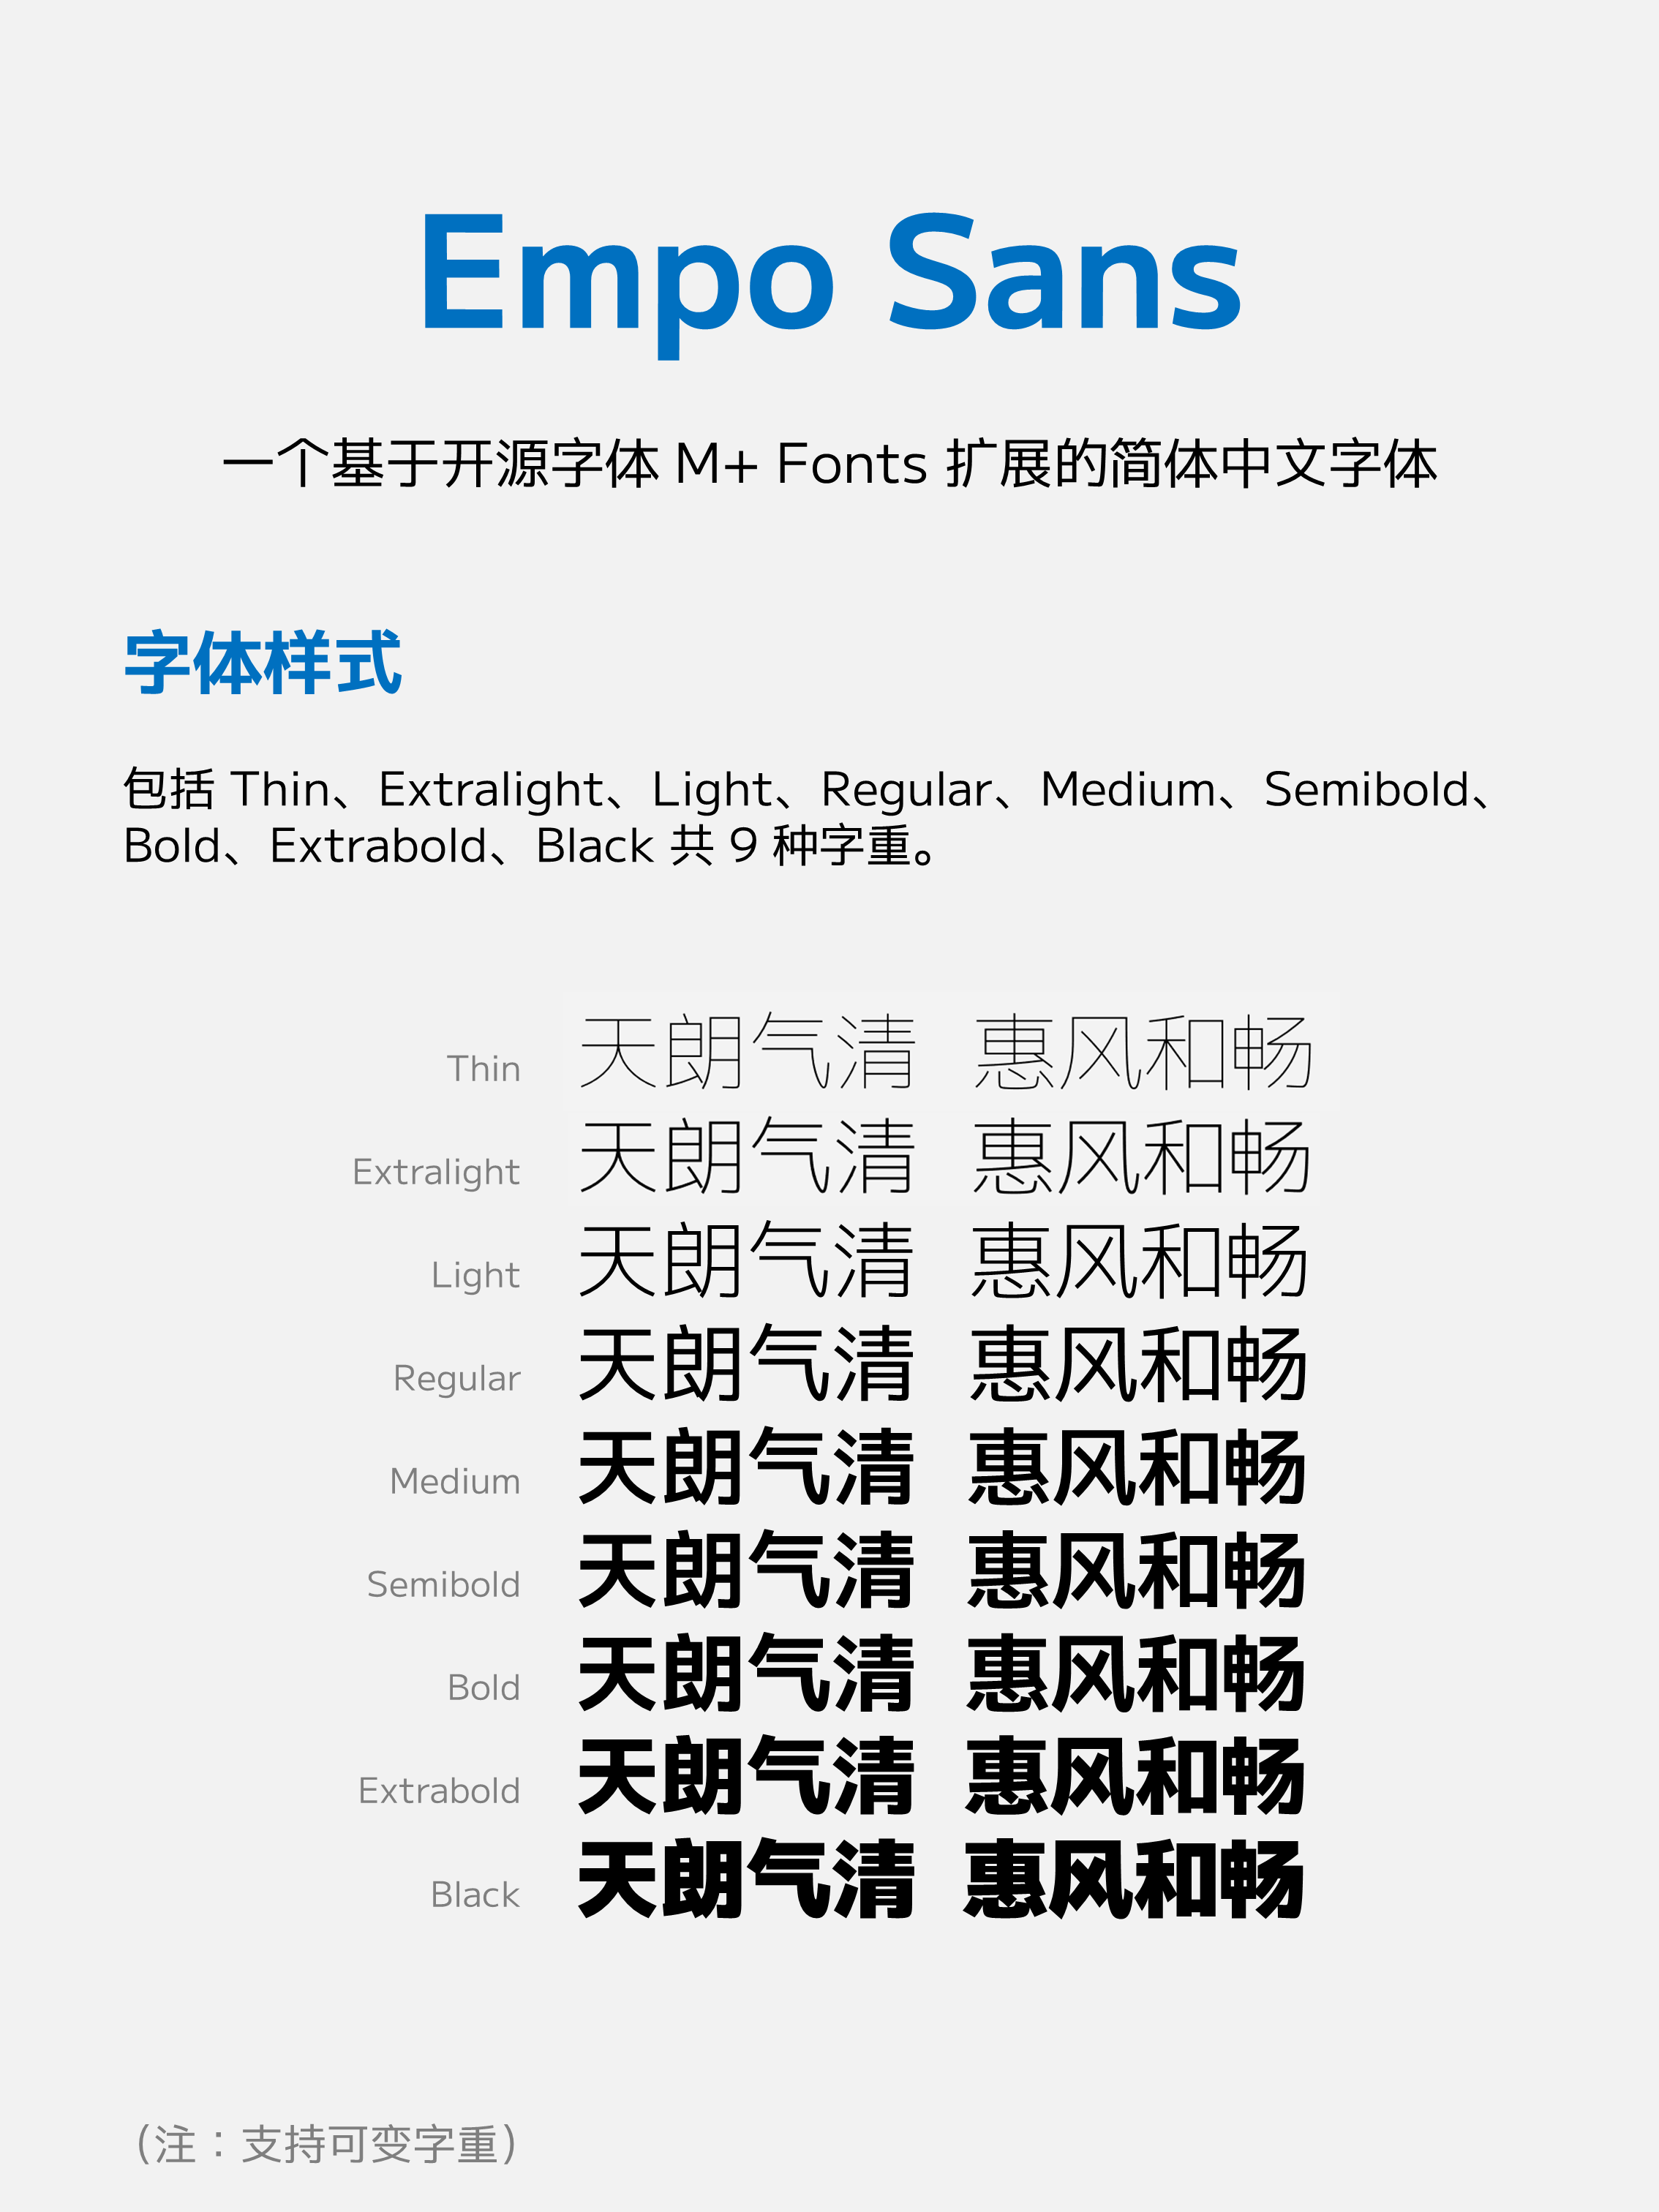 Empo Sans
一个基于开源字体 M+ Fonts 扩展的简体中文字体
字体样式
包括 Thin、Extralight、Light、Regular、Medium、Semibold、
Bold、Extrabold、Black 共 9 种字重。
Thin 天朗气清 惠风和畅
Extralight 天朗气清 惠风和畅
Light 天朗气清 惠风和畅
Regular 天朗气清 惠风和畅
Medium 天朗气清 惠风和畅
Semibold 天朗气清 惠风和畅
Bold 天朗气清 惠风和畅
Extrabold 天朗气清 惠风和畅
Black 天朗气清 惠风和畅
（注：支持可变字重）